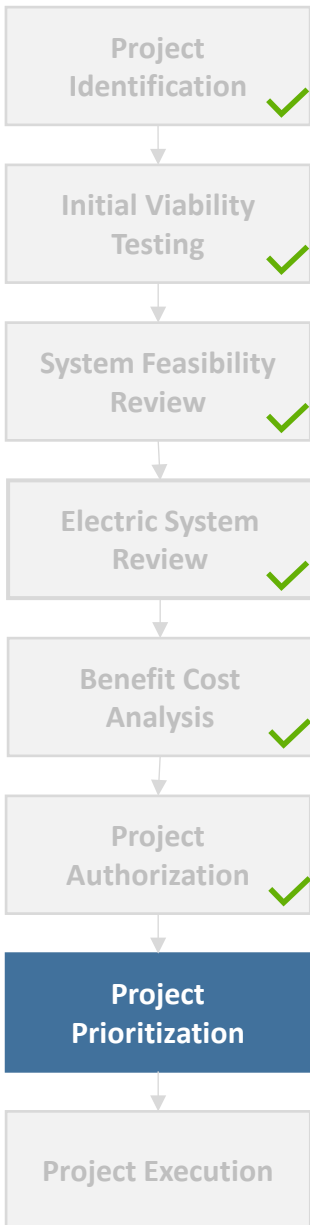 Project
Identification
Initial Viability
Testing
System Feasibility
Review
Electric System
Review
Benefit Cost
Analysis
Project
Authorization
Project
Prioritization
Project Execution